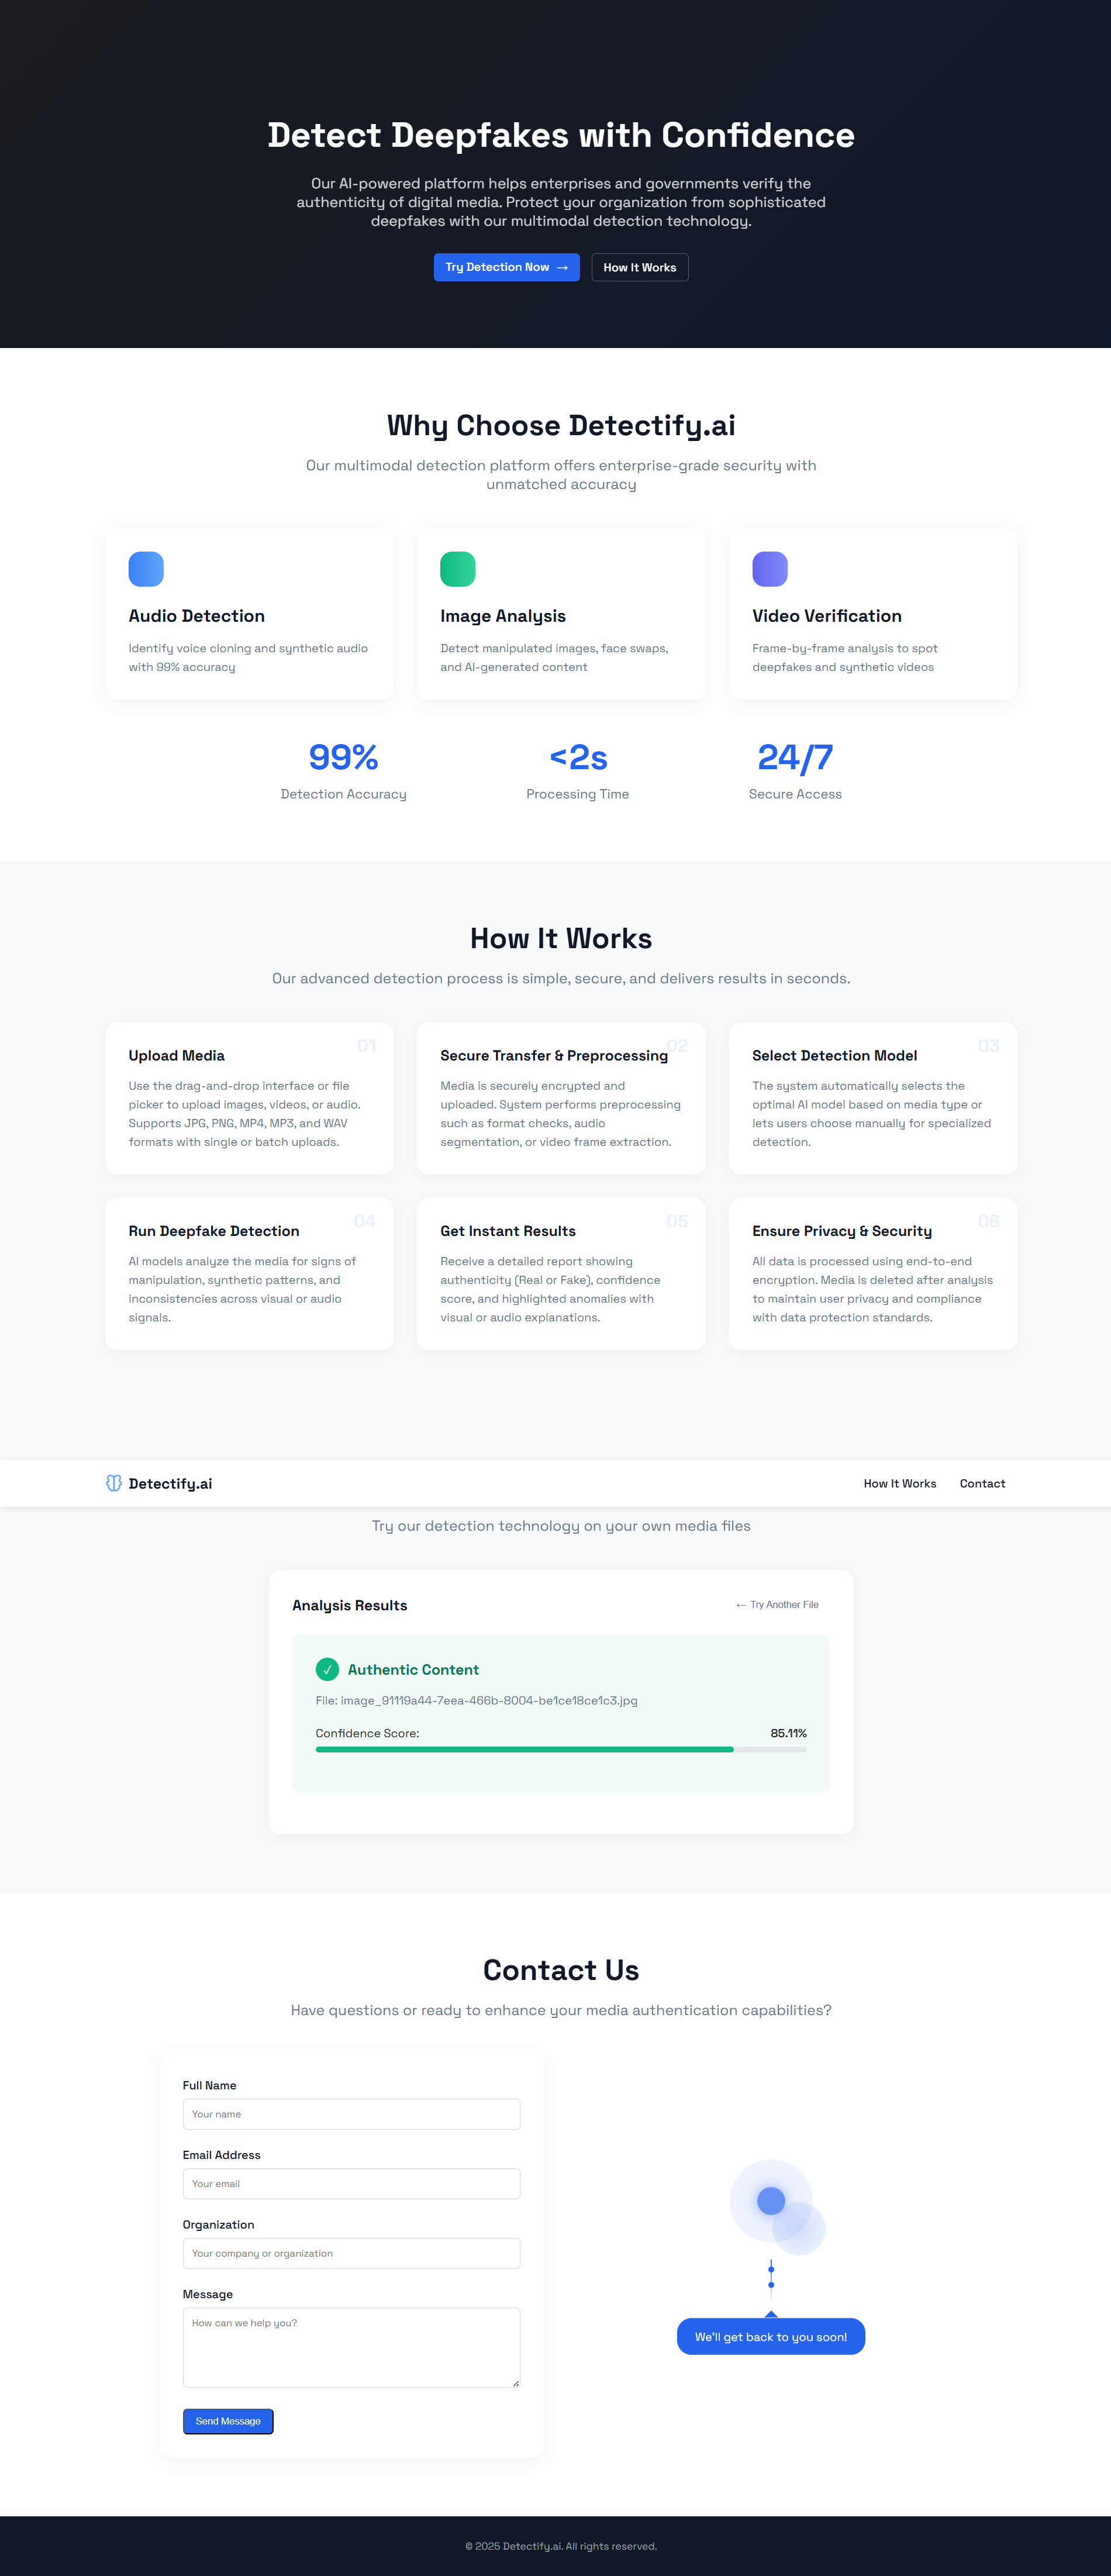 Detect Deepfakes with Confidence
Our AI-powered platform helps enterprises and governments verify the
authenticity of digital media. Protect your organization from sophisticated
deepfakes with our multimodal detection technology.
Try Detection Now →
How It Works
Why Choose Detectify.ai
Our multimodal detection platform offers enterprise-grade security with
unmatched accuracy
Audio Detection
Identify voice cloning and synthetic audio
with 99% accuracy
Image Analysis
Detect manipulated images, face swaps,
and AI-generated content
Video Verification
Frame-by-frame analysis to spot
deepfakes and synthetic videos
99%
Detection Accuracy
<2s
Processing Time
24/7
Secure Access
How It Works
Our advanced detection process is simple, secure, and delivers results in seconds.
01
Upload Media
Use the drag-and-drop interface or file
picker to upload images, videos, or audio.
Supports JPG, PNG, MP4, MP3, and WAV
formats with single or batch uploads.
02
Secure Transfer & Preprocessing
Media is securely encrypted and
uploaded. System performs preprocessing
such as format checks, audio
segmentation, or video frame extraction.
03
Select Detection Model
The system automatically selects the
optimal AI model based on media type or
lets users choose manually for specialized
detection.
04
Run Deepfake Detection
AI models analyze the media for signs of
manipulation, synthetic patterns, and
inconsistencies across visual or audio
signals.
05
Get Instant Results
Receive a detailed report showing
authenticity (Real or Fake), confidence
score, and highlighted anomalies with
visual or audio explanations.
06
Ensure Privacy & Security
All data is processed using end-to-end
encryption. Media is deleted after analysis
to maintain user privacy and compliance
with data protection standards.
Detectify.ai
How It Works
Contact
Try our detection technology on your own media files
Analysis Results
← Try Another File
✓ Authentic Content
File: image_91119a44-7eea-466b-8004-be1ce18ce1c3.jpg
Confidence Score:
85.11%
Contact Us
Have questions or ready to enhance your media authentication capabilities?
Full Name
Your name
Email Address
Your email
Organization
Your company or organization
Message
How can we help you?
Send Message
We'll get back to you soon!
© 2025 Detectify.ai. All rights reserved.